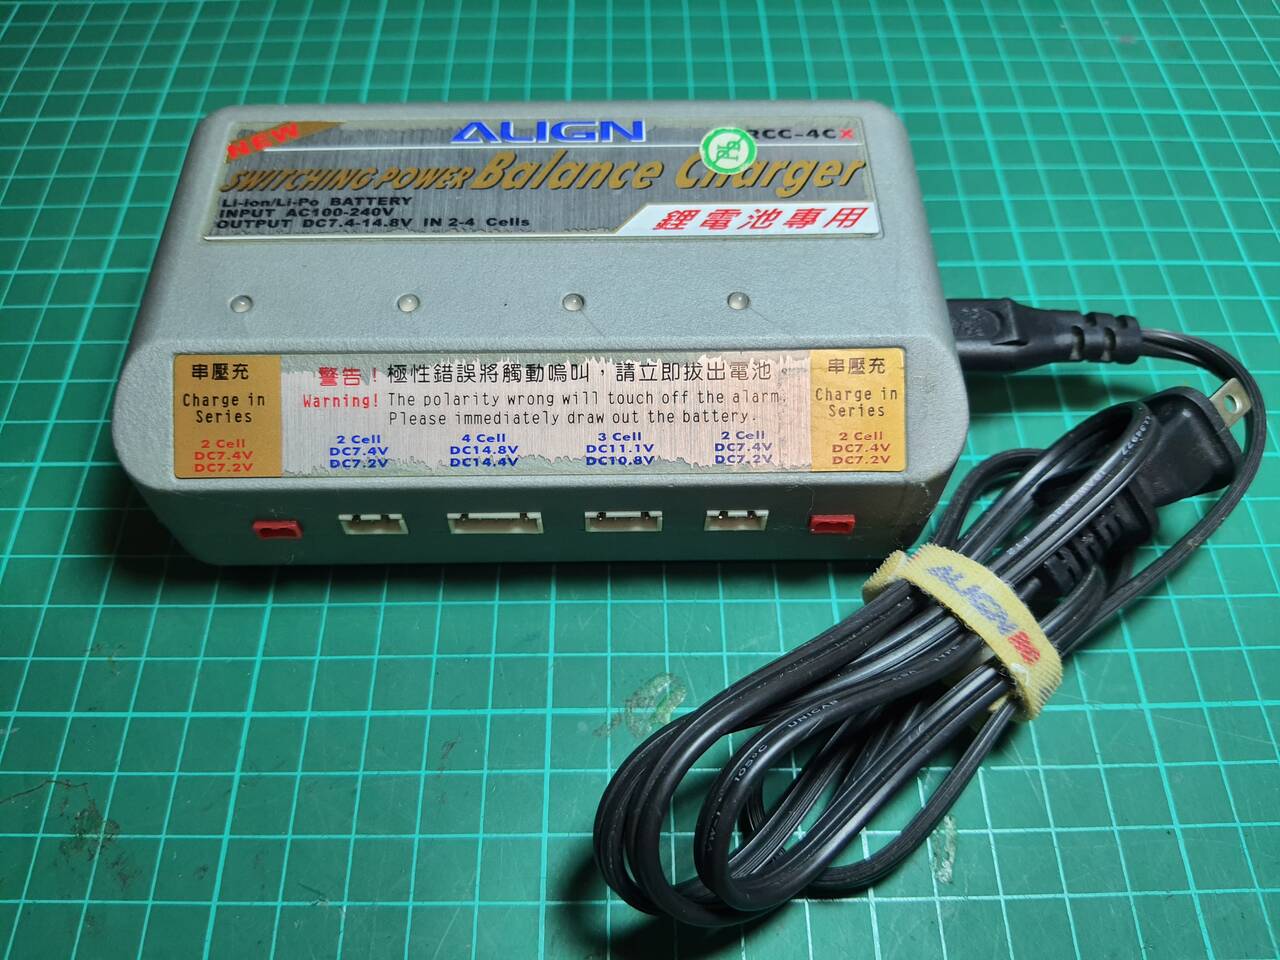 NEW
ALIGN
RCC-4CX
SWITCHING POWER Balance Charger
Li-ion/Li-Po BATTERY
INPUT AC100-240V
OUTPUT DC7.4-14.8V IN 2-4 Cells
鋰電池專用
串壓充
Charge in
Series
2 Cell
DC7.4V
DC7.2V
警告！極性錯誤將觸動鳴叫，請立即拔出電池。
Warning! The polarity wrong will touch off the alarm.
Please immediately draw out the battery.
2 Cell
DC7.4V
DC7.2V
4 Cell
DC14.8V
DC14.4V
3 Cell
DC11.1V
DC10.8V
2 Cell
DC7.4V
DC7.2V
串壓充
Charge in
Series
2 Cell
DC7.4V
DC7.2V
ALIGN
105°C UNICAB